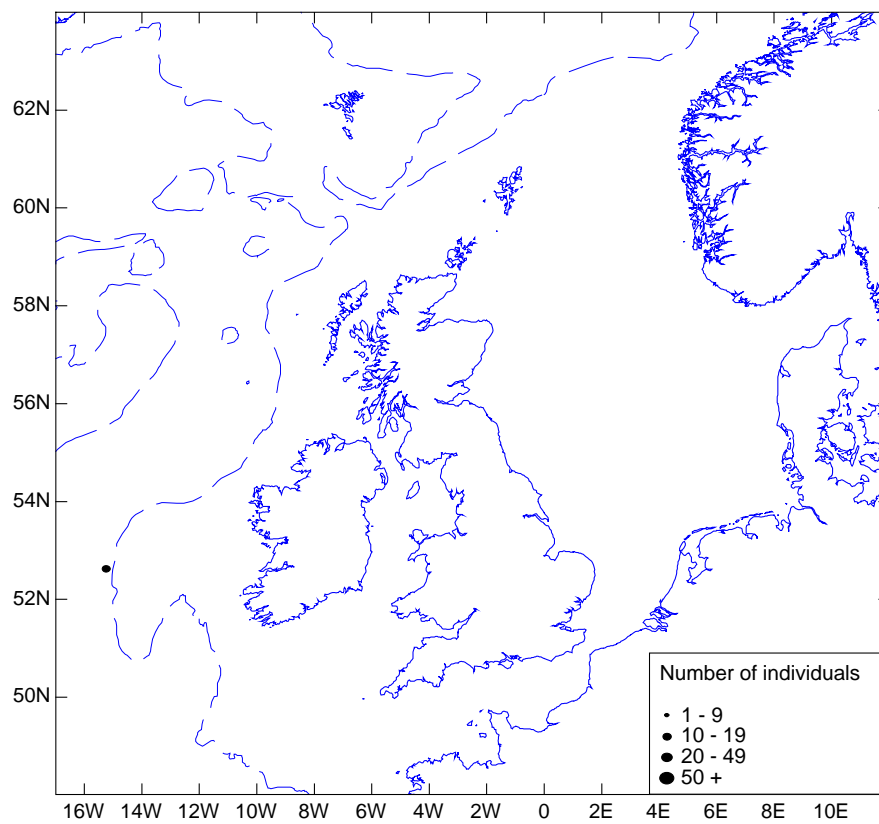 62N
60N
58N
56N
54N
52N
50N
Number of individuals
1 - 9
10 - 19
20 - 49
50 +
16W 14W 12W 10W 8W 6W 4W 2W 0 2E 4E 6E 8E 10E